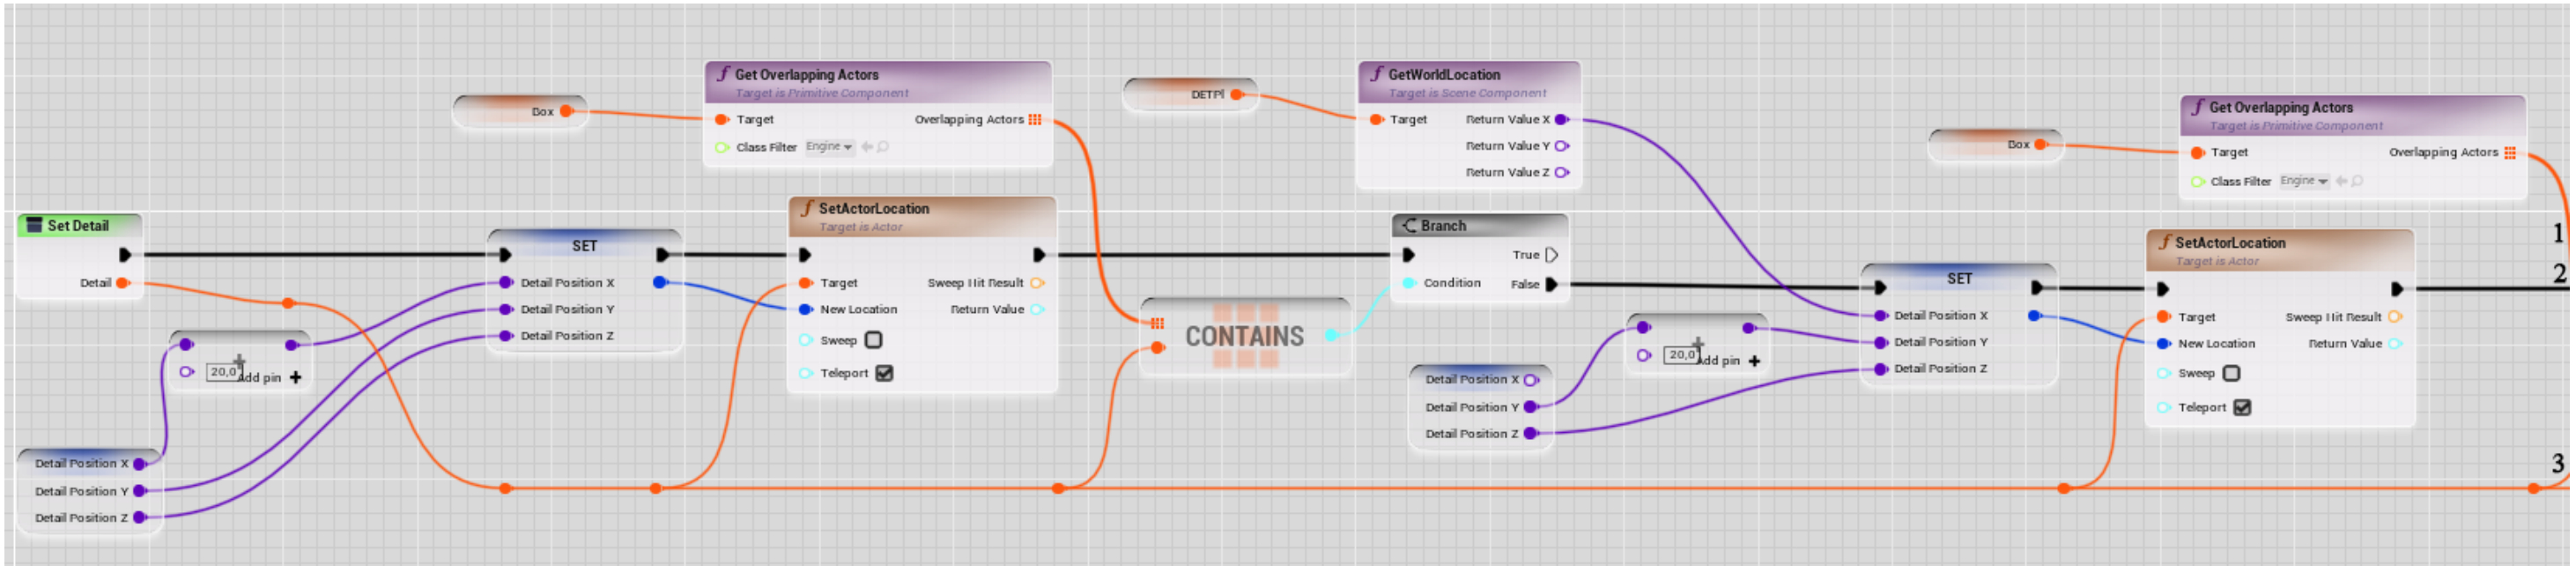 Get Overlapping Actors
Target is Primitive Component
Box
Target
Overlapping Actors
Class Filter
Engine
DETPl
GetWorldLocation
Target is Scene Component
Target
Return Value X
Return Value Y
Return Value Z
Box
Get Overlapping Actors
Target is Primitive Component
Target
Overlapping Actors
Class Filter
Engine
Set Detail
Detail
SET
Detail Position X
Detail Position Y
Detail Position Z
SetActorLocation
Target is Actor
Target
Sweep Hit Result
New Location
Return Value
Sweep
Teleport
CONTAINS
Branch
True
Condition
False
SET
Detail Position X
Detail Position Y
Detail Position Z
SetActorLocation
Target is Actor
Target
Sweep Hit Result
New Location
Return Value
Sweep
Teleport
1
2
3
20,0
Add pin
Detail Position X
Detail Position Y
Detail Position Z
Detail Position X
Detail Position Y
Detail Position Z
20,0
Add pin